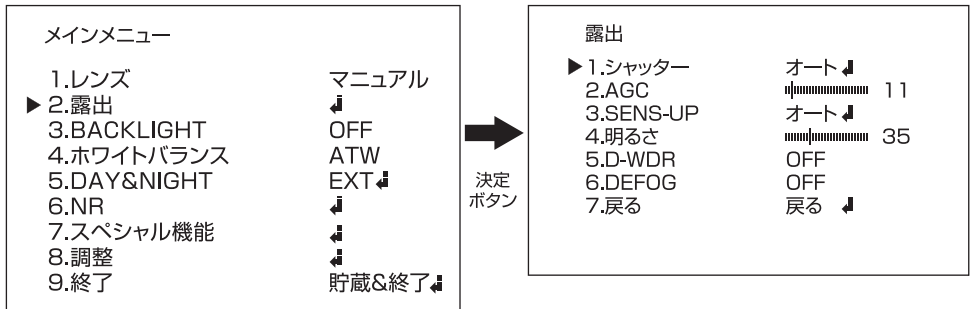 メインメニュー
1.レンズ マニュアル
▶ 2.露出 ↲
3.BACKLIGHT OFF
4.ホワイトバランス ATW
5.DAY&NIGHT EXT↲
6.NR ↲
7.スペシャル機能 ↲
8.調整 ↲
9.終了 貯蔵&終了↲
決定
ボタン
露出
▶ 1.シャッター オート↲
2.AGC 11
3.SENS-UP オート↲
4.明るさ 35
5.D-WDR OFF
6.DEFOG OFF
7.戻る 戻る ↲